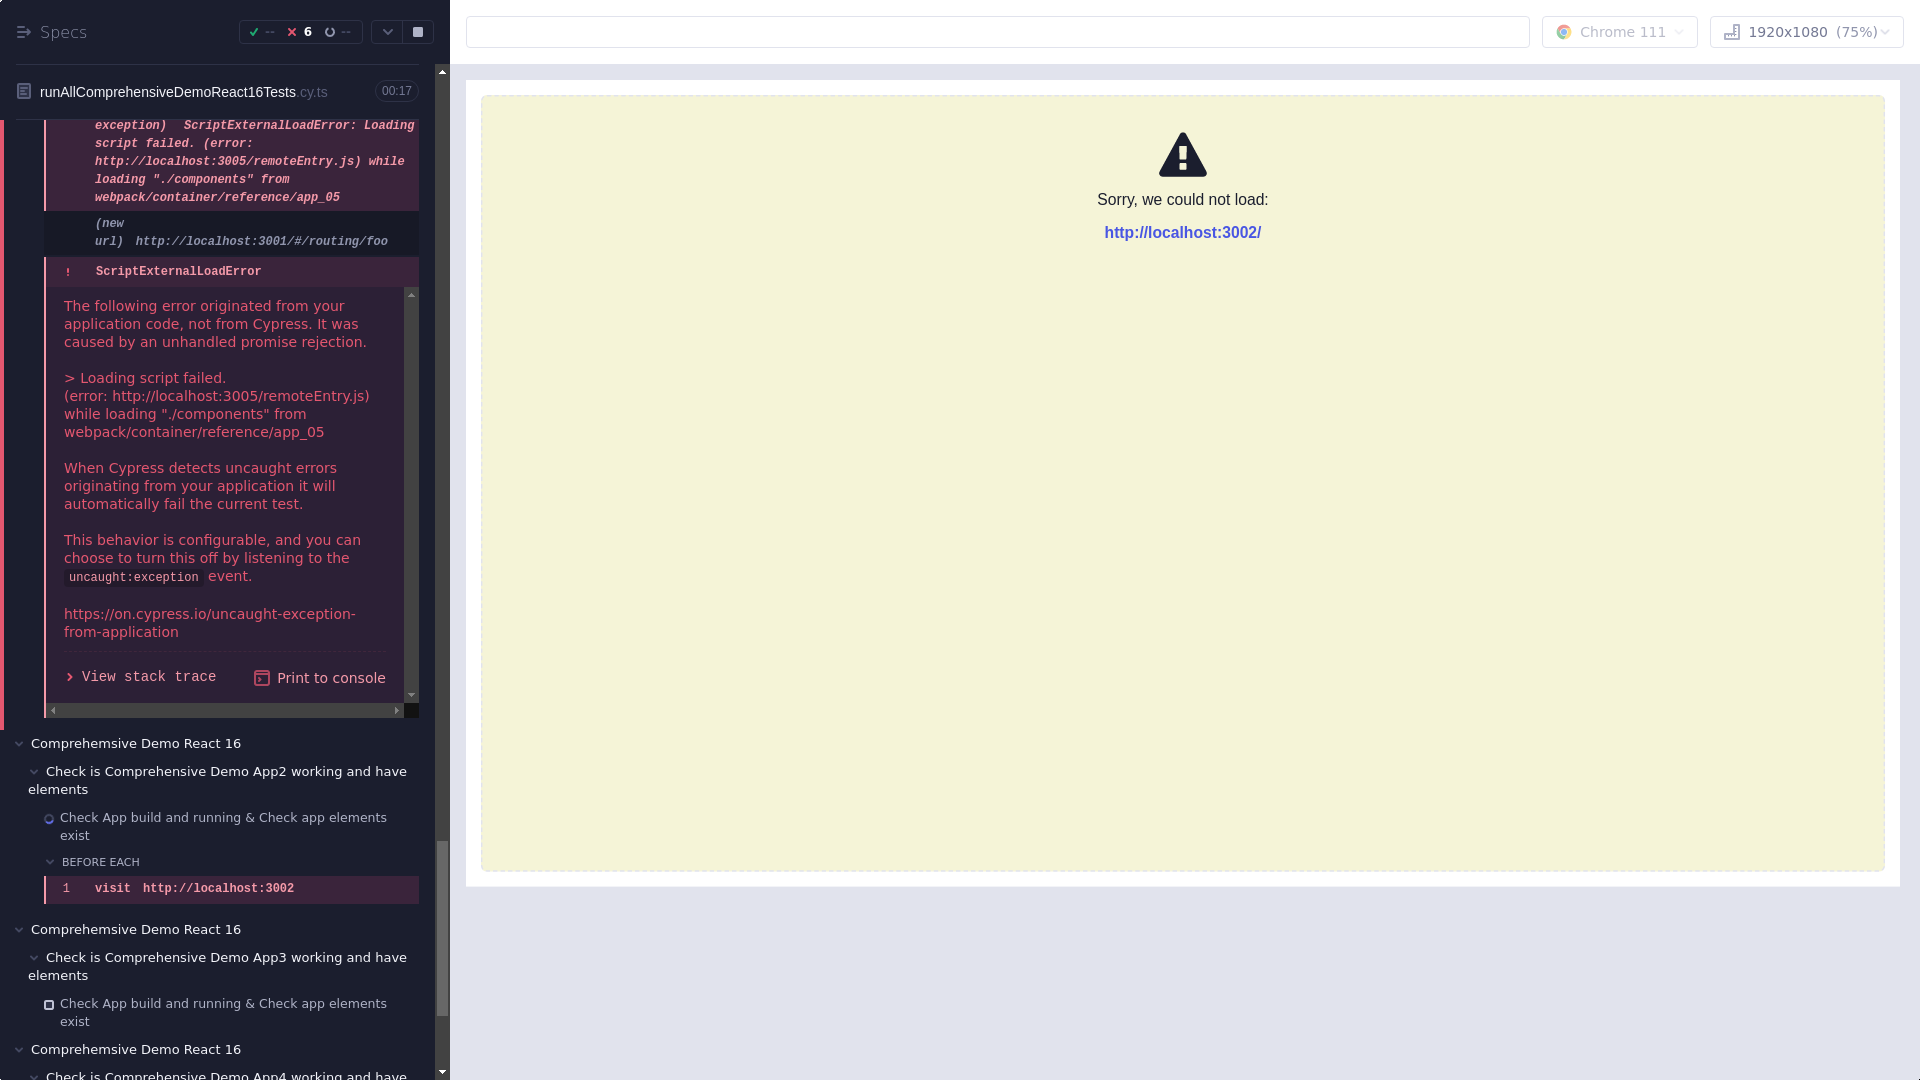 Specs
-- 6 --
runAllComprehensiveDemoReact16Tests.cy.ts 00:17
exception) ScriptExternalLoadError: Loading
script failed. (error:
http://localhost:3005/remoteEntry.js) while
loading "./components" from
webpack/container/reference/app_05
(new
url) http://localhost:3001/#/routing/foo
! ScriptExternalLoadError
The following error originated from your
application code, not from Cypress. It was
caused by an unhandled promise rejection.
> Loading script failed.
(error: http://localhost:3005/remoteEntry.js)
while loading "./components" from
webpack/container/reference/app_05
When Cypress detects uncaught errors
originating from your application it will
automatically fail the current test.
This behavior is configurable, and you can
choose to turn this off by listening to the
uncaught:exception event.
https://on.cypress.io/uncaught-exception-
from-application
View stack trace Print to console
Comprehemsive Demo React 16
Check is Comprehensive Demo App2 working and have
elements
Check App build and running & Check app elements
exist
BEFORE EACH
1 visit http://localhost:3002
Comprehemsive Demo React 16
Check is Comprehensive Demo App3 working and have
elements
Check App build and running & Check app elements
exist
Comprehemsive Demo React 16
Check is Comprehensive Demo App4 working and have
Chrome 111
1920x1080 (75%)
Sorry, we could not load:
http://localhost:3002/